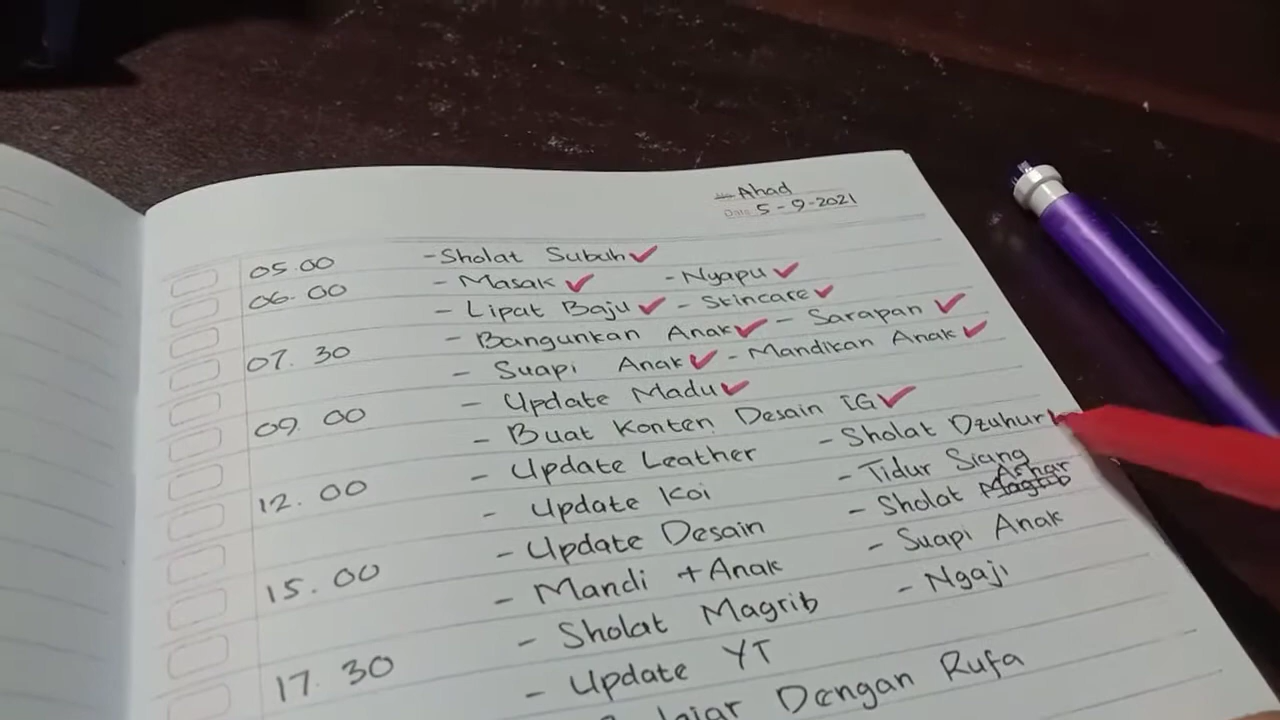 Ahad
Date 5-9-2021
05.00 - Sholat Subuh
06.00 - Masak - Nyapu
- Lipat Baju - Skincare
07.30 - Bangunkan Anak - Sarapan
- Suapi Anak - Mandikan Anak
- Update Madu
09.00 - Buat Konten Desain IG
- Update Leather - Sholat Dzuhur
12.00 - Update Koi - Tidur Siang
- Update Desain - Sholat Magrib Ashar
15.00 - Mandi + Anak - Suapi Anak
- Sholat Magrib - Ngaji
17.30 - Update YT
Dengan Rufa